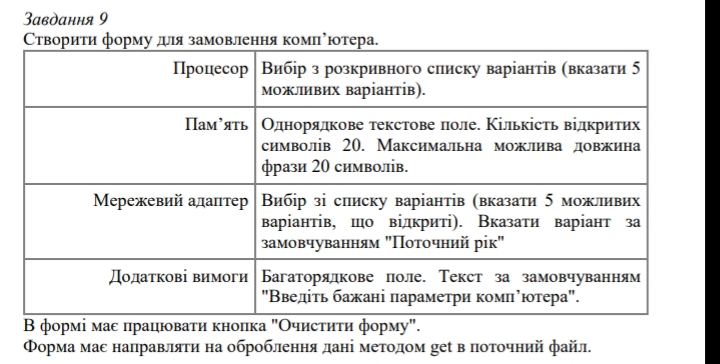 Завдання 9
Створити форму для замовлення комп’ютера.
Процесор
Вибір з розкривного списку варіантів (вказати 5
можливих варіантів).
Пам’ять
Однорядкове текстове поле. Кількість відкритих
символів 20. Максимальна можлива довжина
фрази 20 символів.
Мережевий адаптер
Вибір зі списку варіантів (вказати 5 можливих
варіантів, що відкриті). Вказати варіант за
замовчуванням "Поточний рік"
Додаткові вимоги
Багаторядкове поле. Текст за замовчуванням
"Введіть бажані параметри комп’ютера".
В формі має працювати кнопка "Очистити форму".
Форма має направляти на оброблення дані методом get в поточний файл.